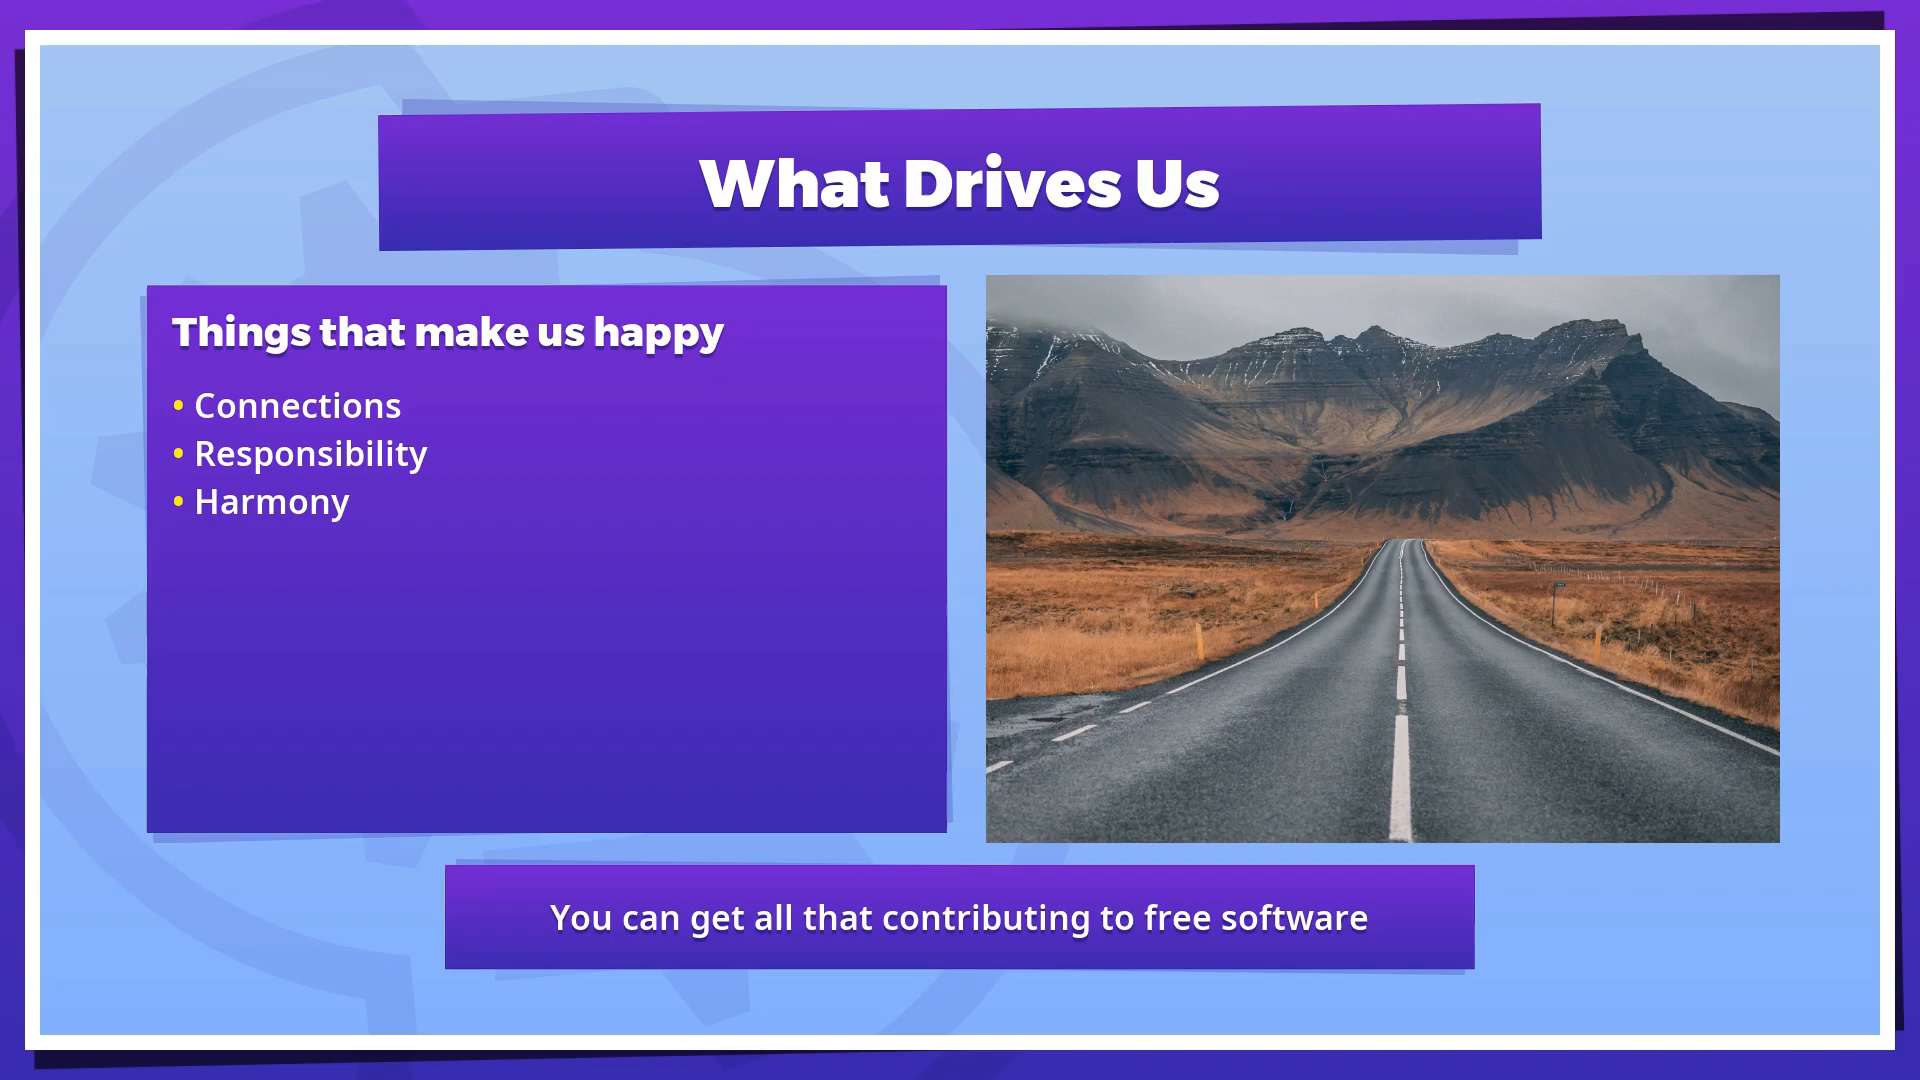 What Drives Us
Things that make us happy
• Connections
• Responsibility
• Harmony
You can get all that contributing to free software